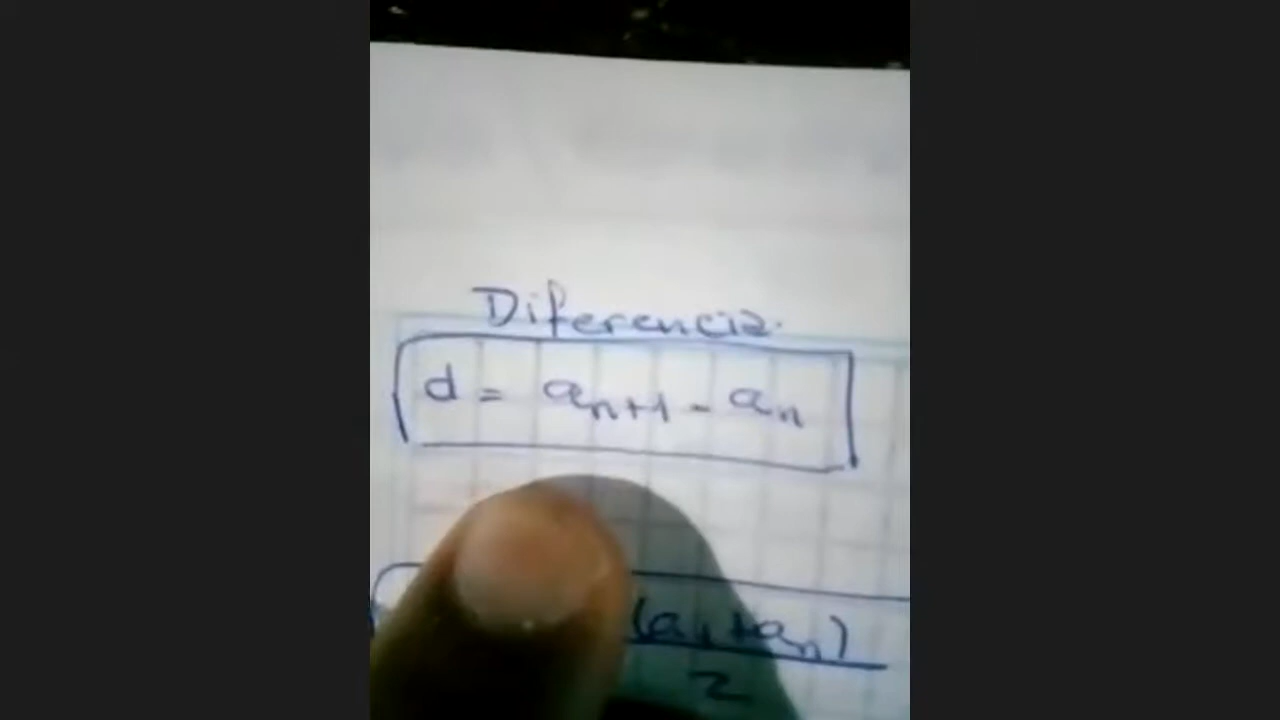 Diferencia.
d = aₙ₊₁ - aₙ
(a₁+aₙ)
2